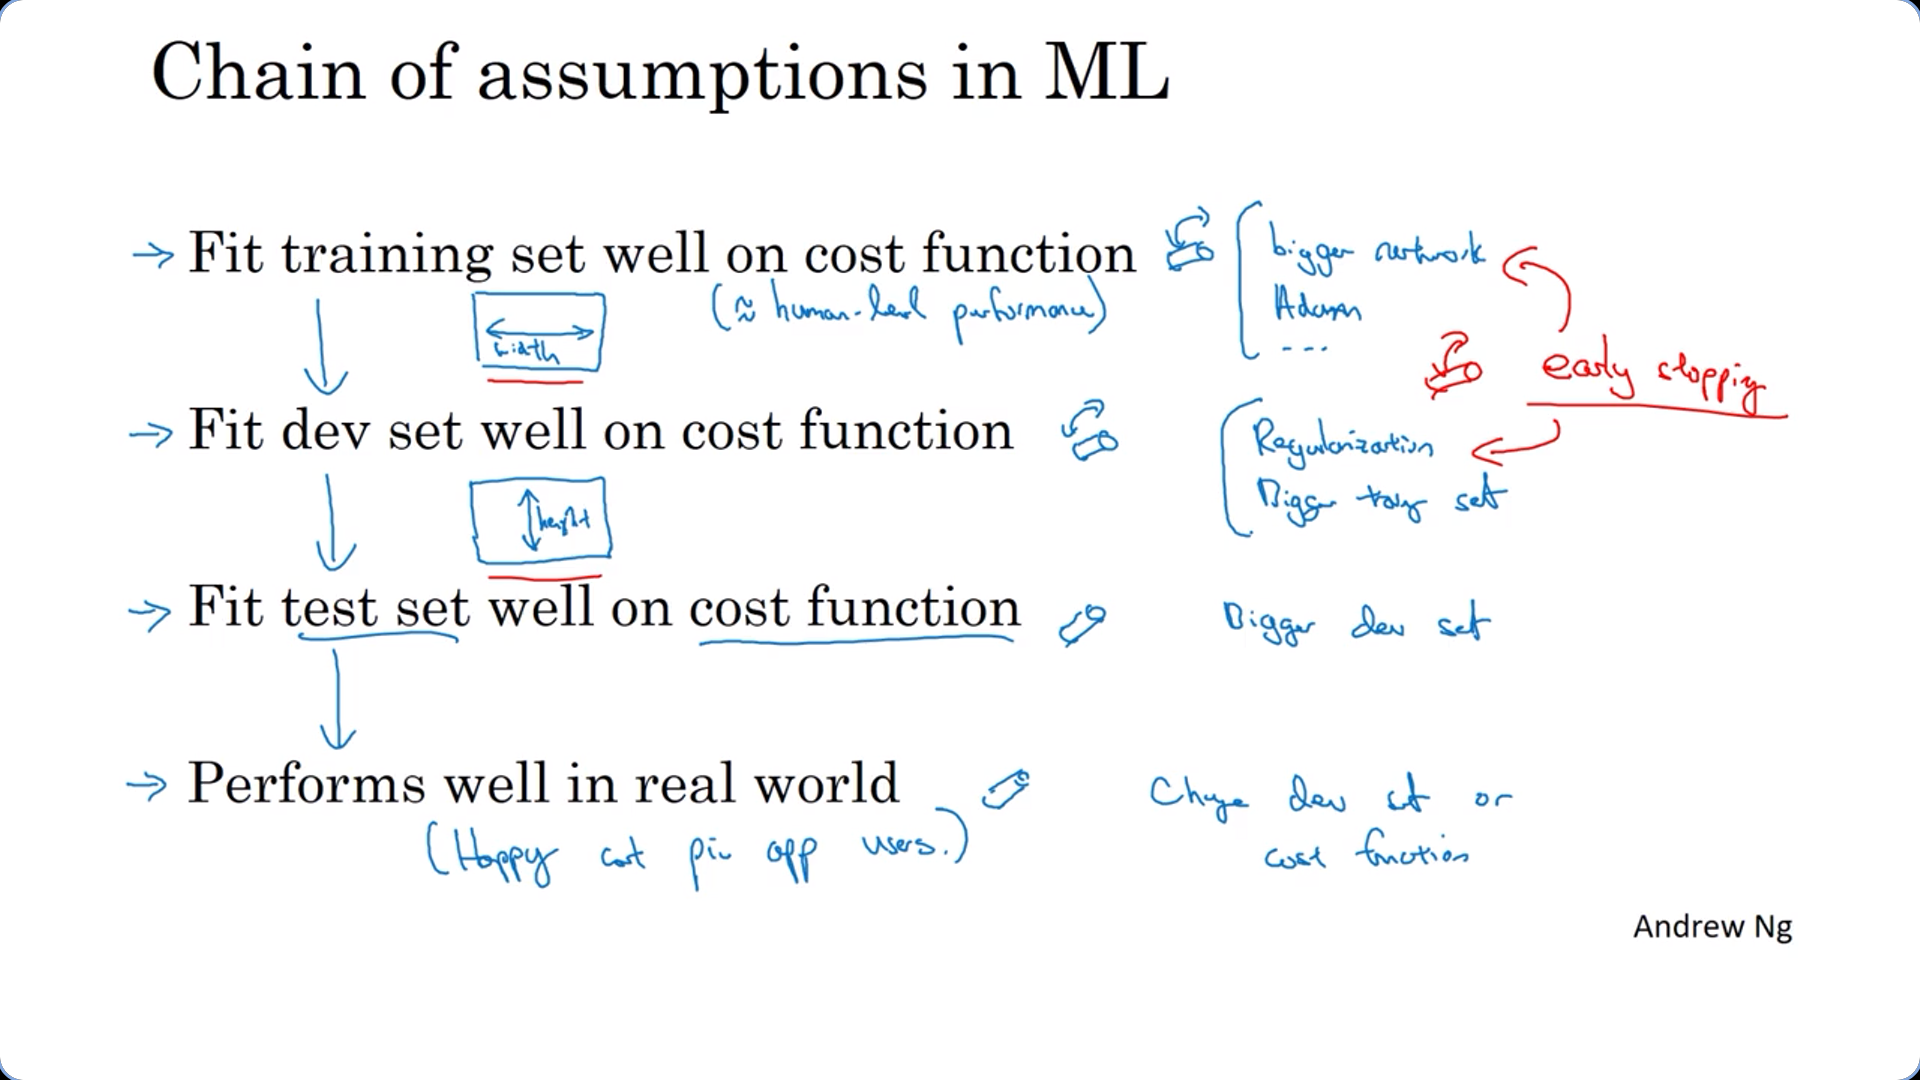 Chain of assumptions in ML
Fit training set well on cost function
(≈ human-level performance)
bigger network
Adam
...
width
early stopping
Fit dev set well on cost function
Regularization
Bigger trang set
height
Fit test set well on cost function
Bigger dev set
Performs well in real world
(Happy cat pic app users.)
Change dev set or
cost function
Andrew Ng